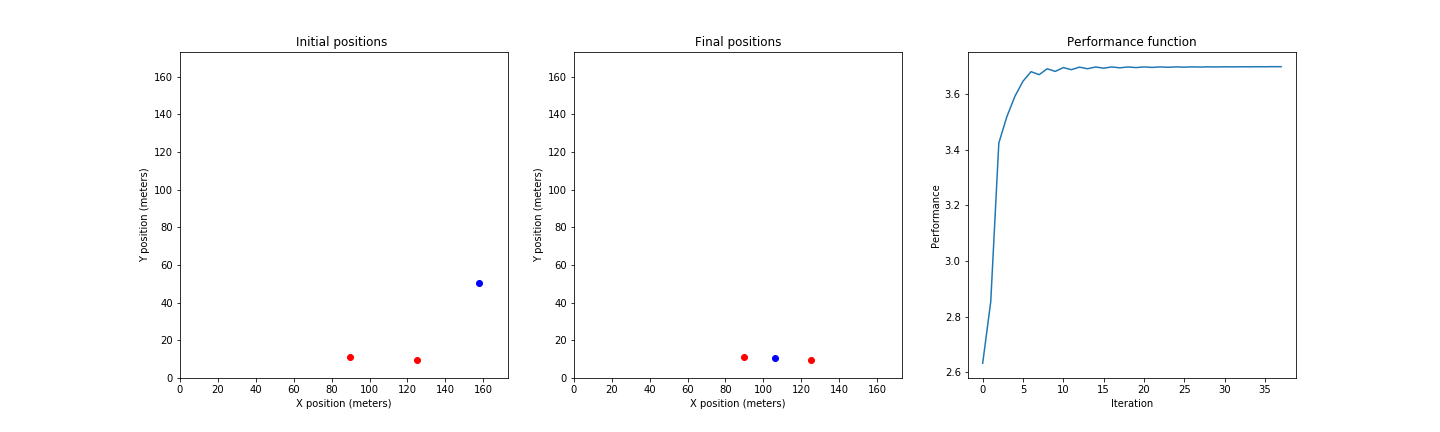 Initial positions
Y position (meters)
160
140
120
100
80
60
40
20
0
0 20 40 60 80 100 120 140 160
X position (meters)
Final positions
Y position (meters)
160
140
120
100
80
60
40
20
0
0 20 40 60 80 100 120 140 160
X position (meters)
Performance function
Performance
3.6
3.4
3.2
3.0
2.8
2.6
0 5 10 15 20 25 30 35
Iteration